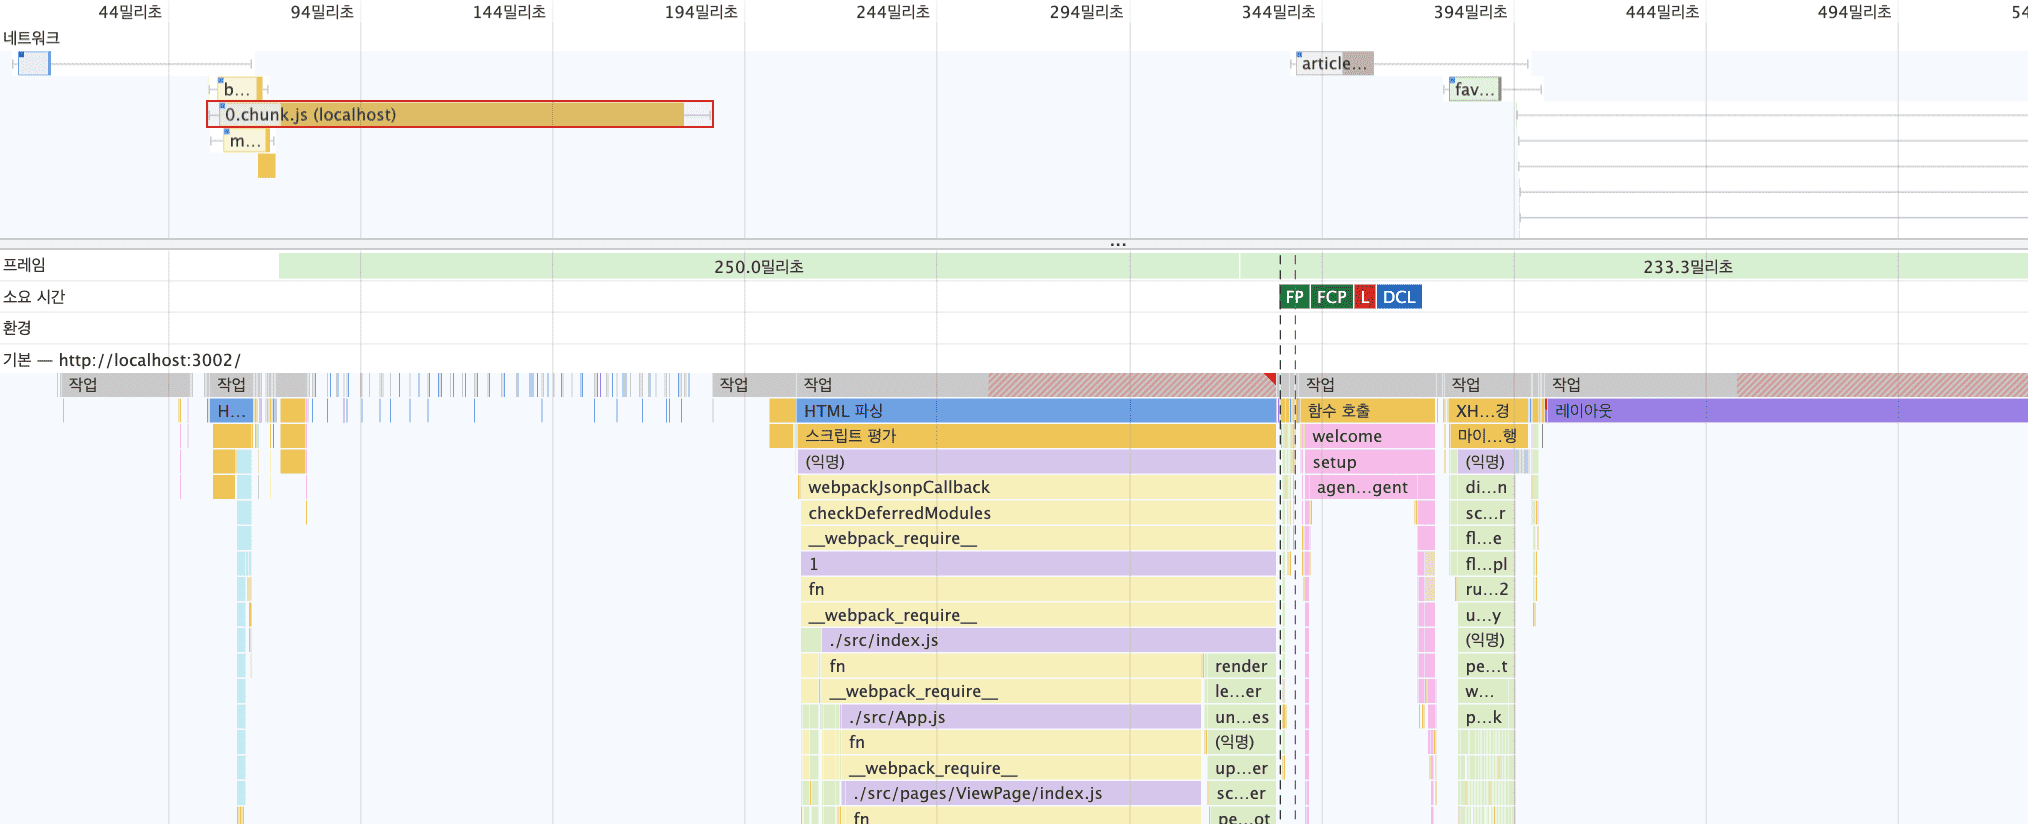 44밀리초 94밀리초 144밀리초 194밀리초 244밀리초 294밀리초 344밀리초 394밀리초 444밀리초 494밀리초 54
네트워크
article...
b... fav...
0.chunk.js (localhost)
m...
...
프레임 250.0밀리초 233.3밀리초
소요 시간 FP FCP L DCL
환경
기본 — http://localhost:3002/
작업 작업 작업 작업 작업 작업 작업
H... HTML 파싱 함수 호출 XH...경 레이아웃
스크립트 평가 welcome 마이...행
(익명) setup (익명)
webpackJsonpCallback agen...gent di...n
checkDeferredModules sc...r
__webpack_require__ fl...e
1 fl...pl
fn ru...2
__webpack_require__ u...y
./src/index.js (익명)
fn render pe...t
__webpack_require__ le...er w...
./src/App.js un...es p...k
fn (익명)
__webpack_require__ up...er
./src/pages/ViewPage/index.js sc...er
fn pe...ot